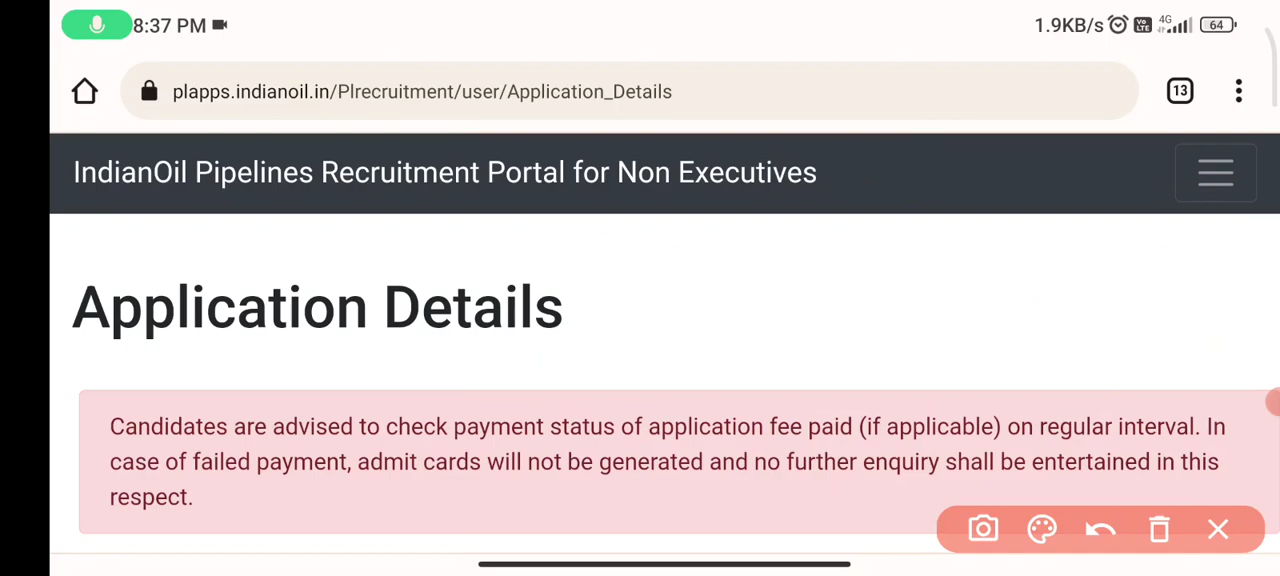 8:37 PM
1.9KB/s Vo LTE 4G 64
plapps.indianoil.in/PIrecruitment/user/Application_Details
13
IndianOil Pipelines Recruitment Portal for Non Executives
Application Details
Candidates are advised to check payment status of application fee paid (if applicable) on regular interval. In
case of failed payment, admit cards will not be generated and no further enquiry shall be entertained in this
respect.